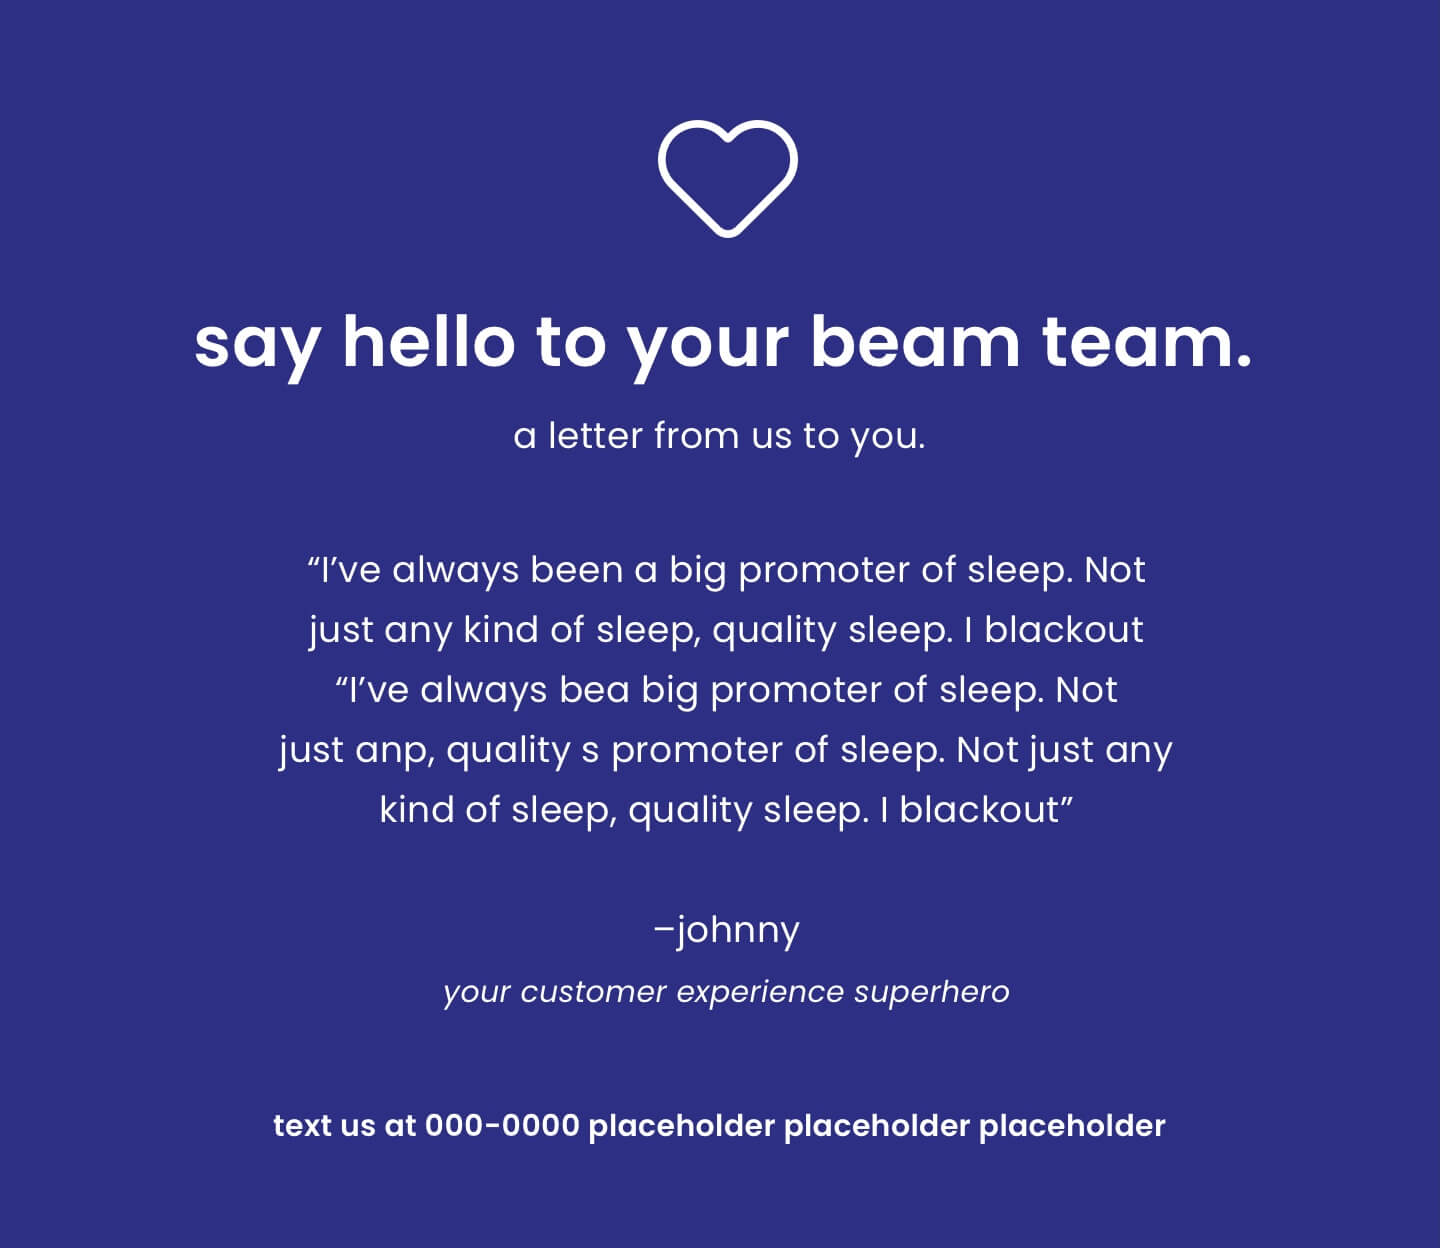 say hello to your beam team.
a letter from us to you.
“I’ve always been a big promoter of sleep. Not
just any kind of sleep, quality sleep. I blackout
“I’ve always bea big promoter of sleep. Not
just anp, quality s promoter of sleep. Not just any
kind of sleep, quality sleep. I blackout”
–johnny
your customer experience superhero
text us at 000-0000 placeholder placeholder placeholder